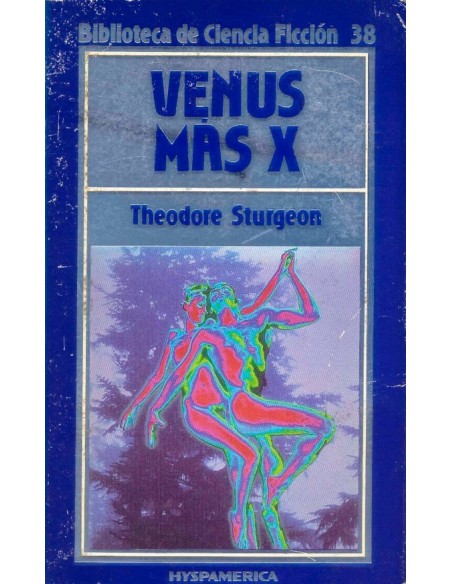 Biblioteca de Ciencia Ficción 38
VENUS
MÁS X
Theodore Sturgeon
HYSPAMERICA